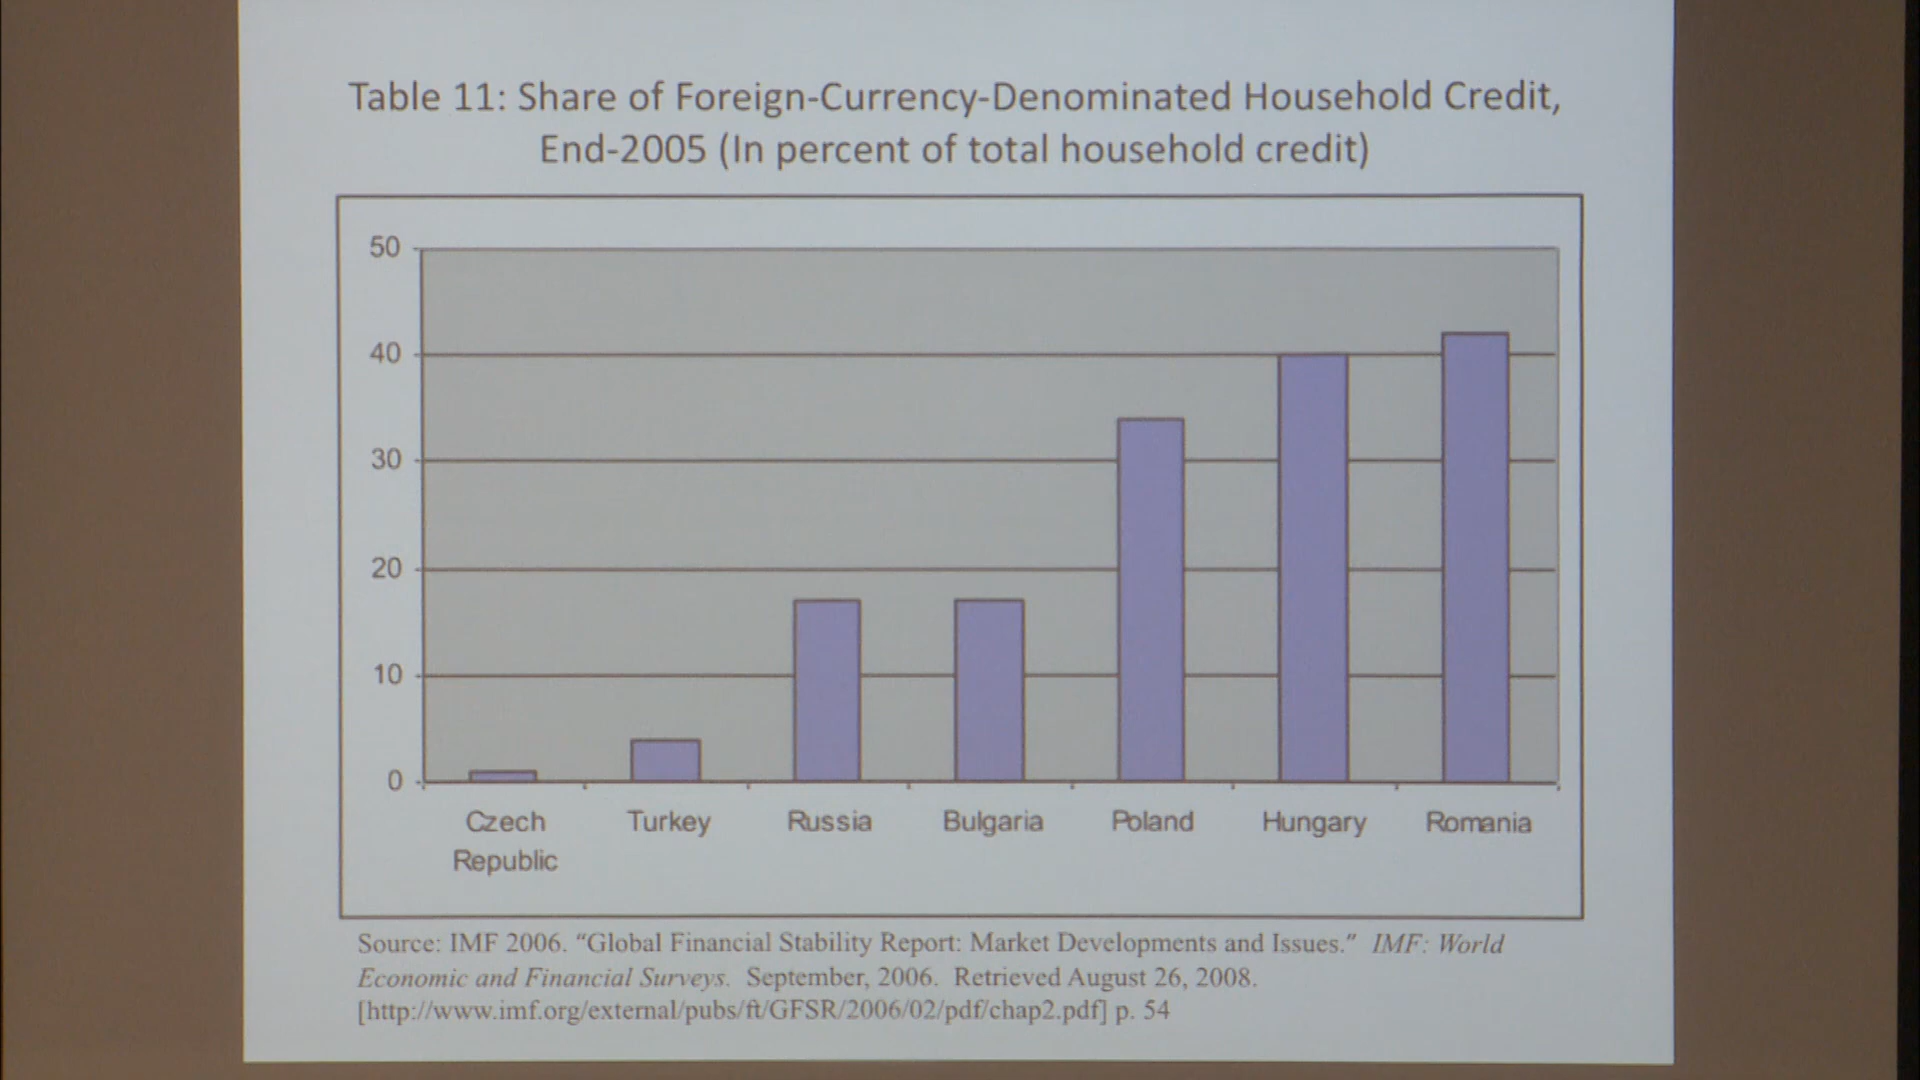 Table 11: Share of Foreign-Currency-Denominated Household Credit,
End-2005 (In percent of total household credit)
50
40
30
20
10
0
Czech Republic
Turkey
Russia
Bulgaria
Poland
Hungary
Romania
Source: IMF 2006. “Global Financial Stability Report: Market Developments and Issues.” IMF: World
Economic and Financial Surveys. September, 2006. Retrieved August 26, 2008.
[http://www.imf.org/external/pubs/ft/GFSR/2006/02/pdf/chap2.pdf] p. 54